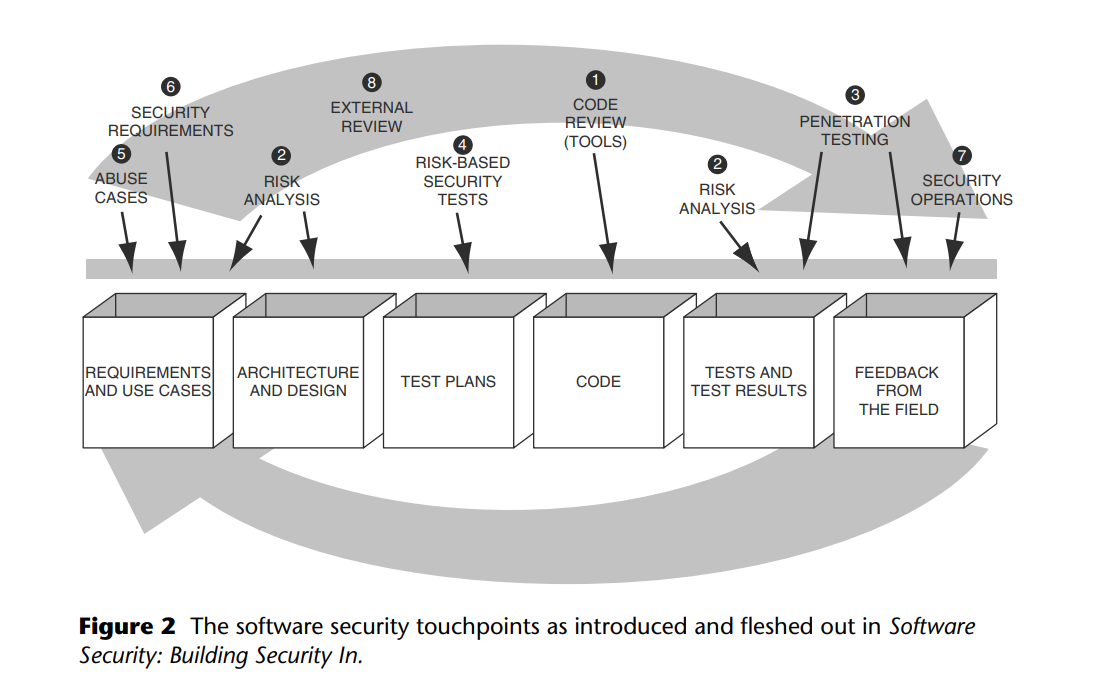 6
SECURITY
REQUIREMENTS
5
ABUSE
CASES
2
RISK
ANALYSIS
8
EXTERNAL
REVIEW
4
RISK-BASED
SECURITY
TESTS
1
CODE
REVIEW
(TOOLS)
2
RISK
ANALYSIS
3
PENETRATION
TESTING
7
SECURITY
OPERATIONS
REQUIREMENTS
AND USE CASES
ARCHITECTURE
AND DESIGN
TEST PLANS
CODE
TESTS AND
TEST RESULTS
FEEDBACK
FROM
THE FIELD
Figure 2 The software security touchpoints as introduced and fleshed out in Software
Security: Building Security In.